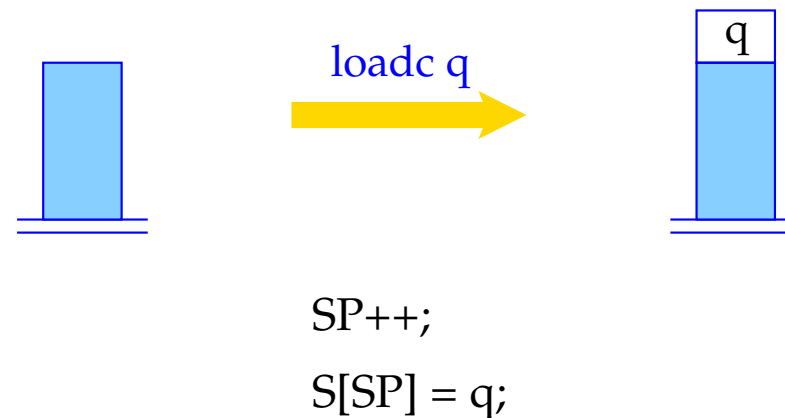 q
loadc q
SP++;
S[SP] = q;